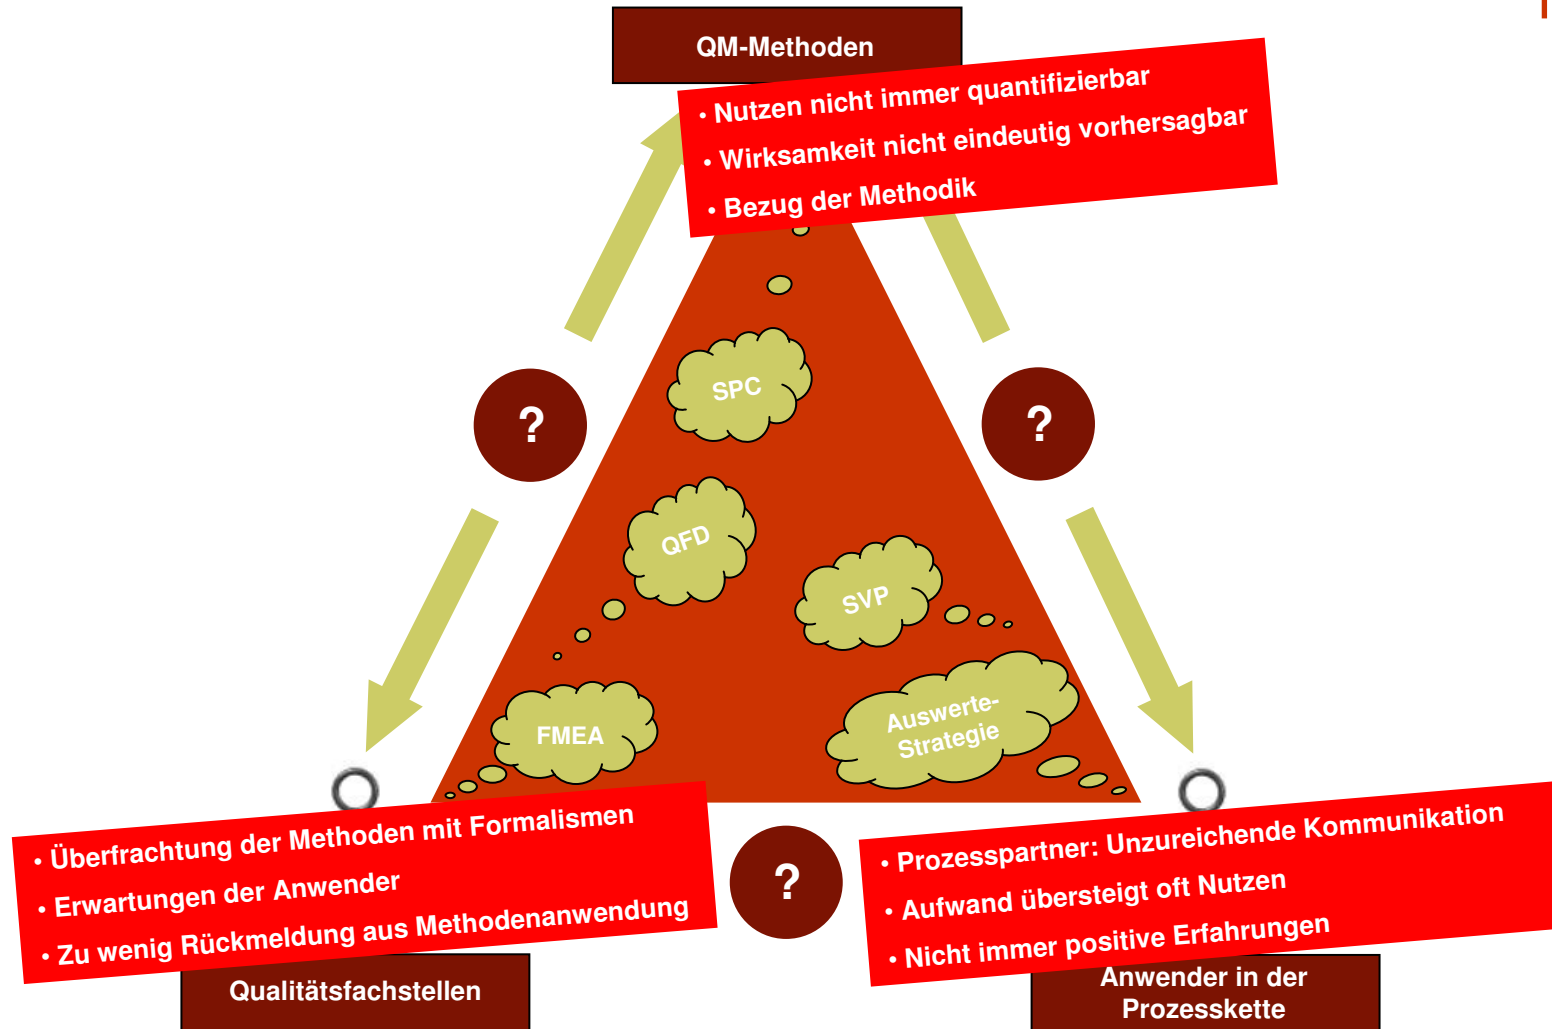 QM-Methoden
• Nutzen nicht immer quantifizierbar
• Wirksamkeit nicht eindeutig vorhersagbar
• Bezug der Methodik
SPC
?
?
QFD
SVP
Auswerte-
Strategie
FMEA
• Überfrachtung der Methoden mit Formalismen
• Erwartungen der Anwender
• Zu wenig Rückmeldung aus Methodenanwendung
?
• Prozesspartner: Unzureichende Kommunikation
• Aufwand übersteigt oft Nutzen
• Nicht immer positive Erfahrungen
Qualitätsfachstellen
Anwender in der
Prozesskette